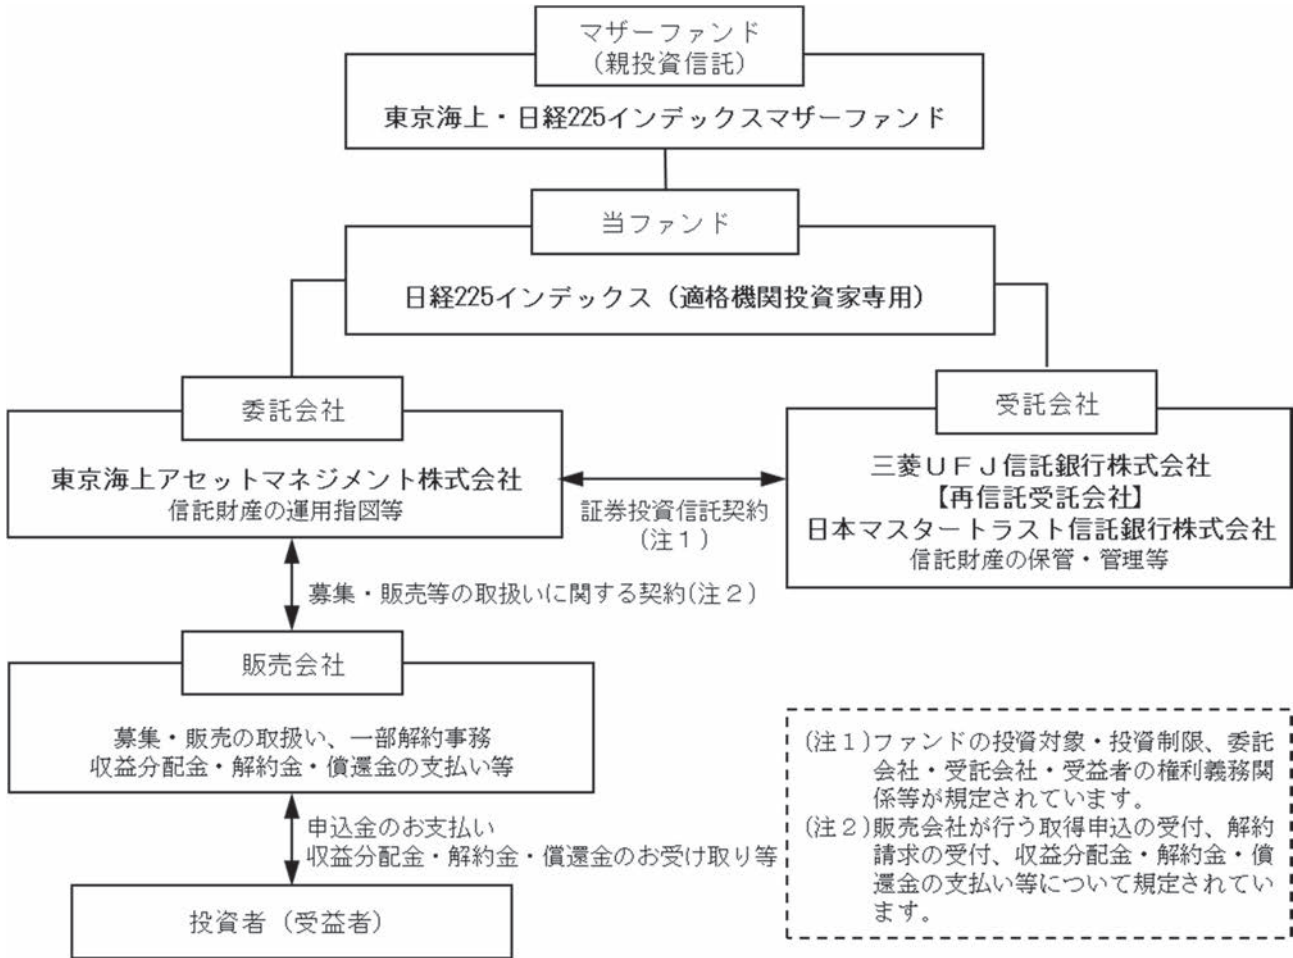 マザーファンド
（親投資信託）
東京海上・日経225インデックスマザーファンド
当ファンド
日経225インデックス（適格機関投資家専用）
委託会社
東京海上アセットマネジメント株式会社
信託財産の運用指図等
証券投資信託契約
（注１）
受託会社
三菱ＵＦＪ信託銀行株式会社
【再信託受託会社】
日本マスタートラスト信託銀行株式会社
信託財産の保管・管理等
募集・販売等の取扱いに関する契約(注２)
販売会社
募集・販売の取扱い、一部解約事務
収益分配金・解約金・償還金の支払い等
申込金のお支払い
収益分配金・解約金・償還金のお受け取り等
投資者（受益者）
(注１)ファンドの投資対象・投資制限、委託
会社・受託会社・受益者の権利義務関
係等が規定されています。
(注２)販売会社が行う取得申込の受付、解約
請求の受付、収益分配金・解約金・償
還金の支払い等について規定されてい
ます。